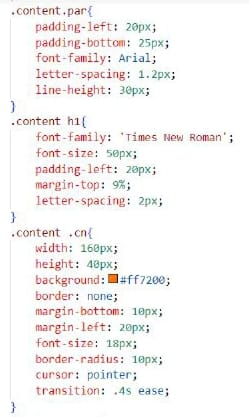 .content.par{
padding-left: 20px;
padding-bottom: 25px;
font-family: Arial;
letter-spacing: 1.2px;
line-height: 30px;
}
.content h1{
font-family: 'Times New Roman';
font-size: 50px;
padding-left: 20px;
margin-top: 9%;
letter-spacing: 2px;
}
.content .cn{
width: 160px;
height: 40px;
background: #ff7200;
border: none;
margin-bottom: 10px;
margin-left: 20px;
font-size: 18px;
border-radius: 10px;
cursor: pointer;
transition: .4s ease;
}